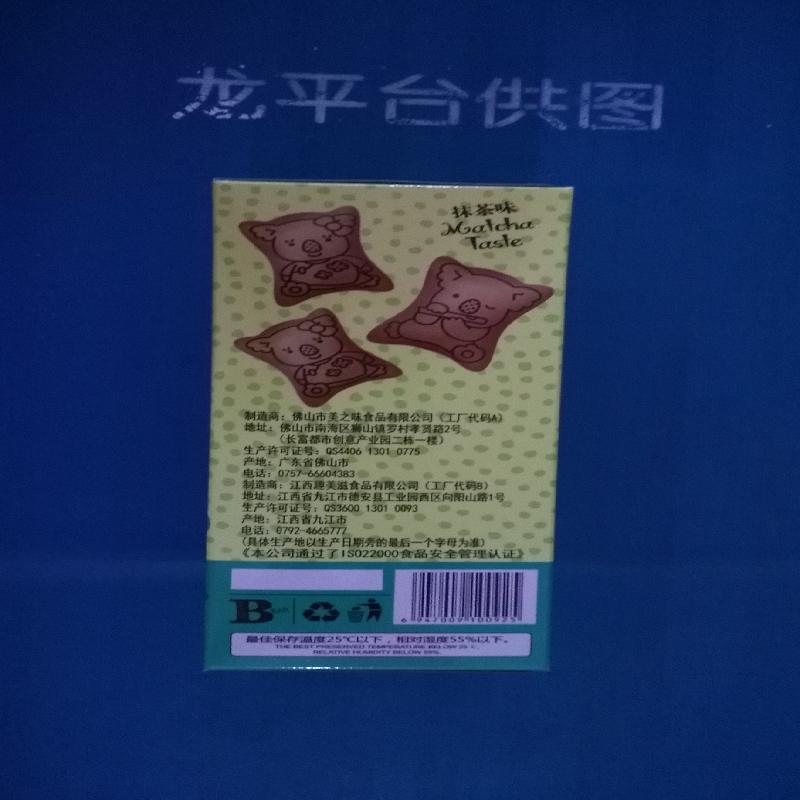 龙平台供图
抹茶味
Matcha
Taste
制造商：佛山市美之味食品有限公司（工厂代码A）
地址：佛山市南海区狮山镇罗村孝贤路2号
（长富都市创意产业园二栋一楼）
生产许可证号：QS4406 1301 0775
产地：广东省佛山市
电话：0757-66604383
制造商：江西趣美滋食品有限公司（工厂代码B）
地址：江西省九江市德安县工业园西区向阳山路1号
生产许可证号：QS3600 1301 0093
产地：江西省九江市
电话：0792-4665777
（具体生产地以生产日期旁的最后一个字母为准）
《本公司通过了ISO22000食品安全管理认证》
B
6 947009 100925
最佳保存温度25℃以下，相对湿度55%以下。
THE BEST PRESERVED TEMPERATURE BELOW 25℃.
RELATIVE HUMIDITY BELOW 55%.